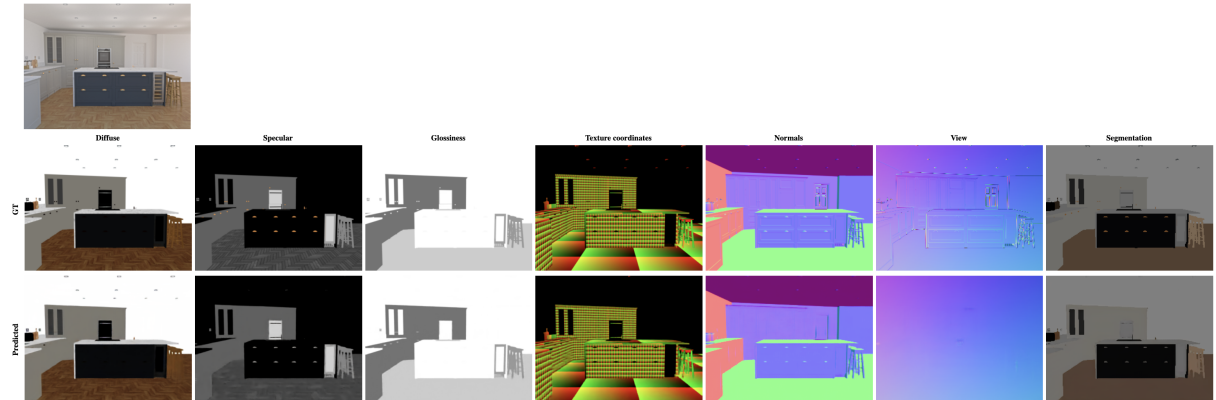 Diffuse Specular Glossiness Texture coordinates Normals View Segmentation
GT
Predicted